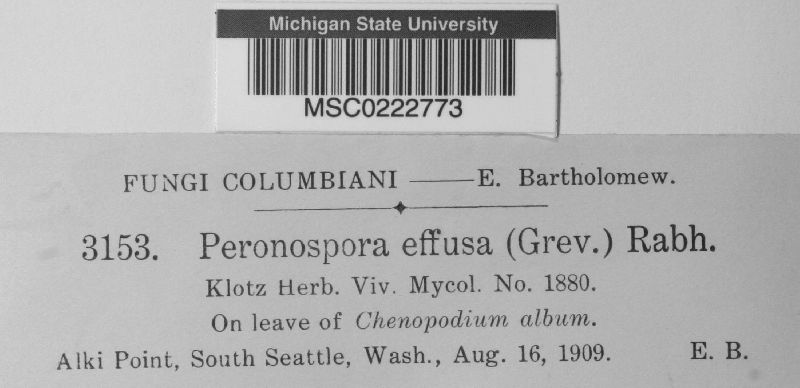 Michigan State University
MSC0222773
FUNGI COLUMBIANI — E. Bartholomew.
3153. Peronospora effusa (Grev.) Rabh.
Klotz Herb. Viv. Mycol. No. 1880.
On leave of Chenopodium album.
Alki Point, South Seattle, Wash., Aug. 16, 1909. E. B.